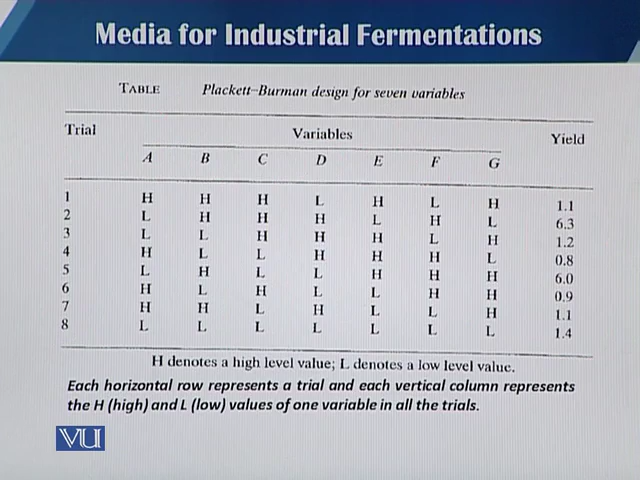 Media for Industrial Fermentations
TABLE Plackett–Burman design for seven variables
Trial Variables Yield
A B C D E F G
1 H H H L H L H 1.1
2 L H H H L H L 6.3
3 L L H H H L H 1.2
4 H L L H H H L 0.8
5 L H L L H H H 6.0
6 H L H L L H H 0.9
7 H H L H L L H 1.1
8 L L L L L L L 1.4
H denotes a high level value; L denotes a low level value.
Each horizontal row represents a trial and each vertical column represents
the H (high) and L (low) values of one variable in all the trials.
VU